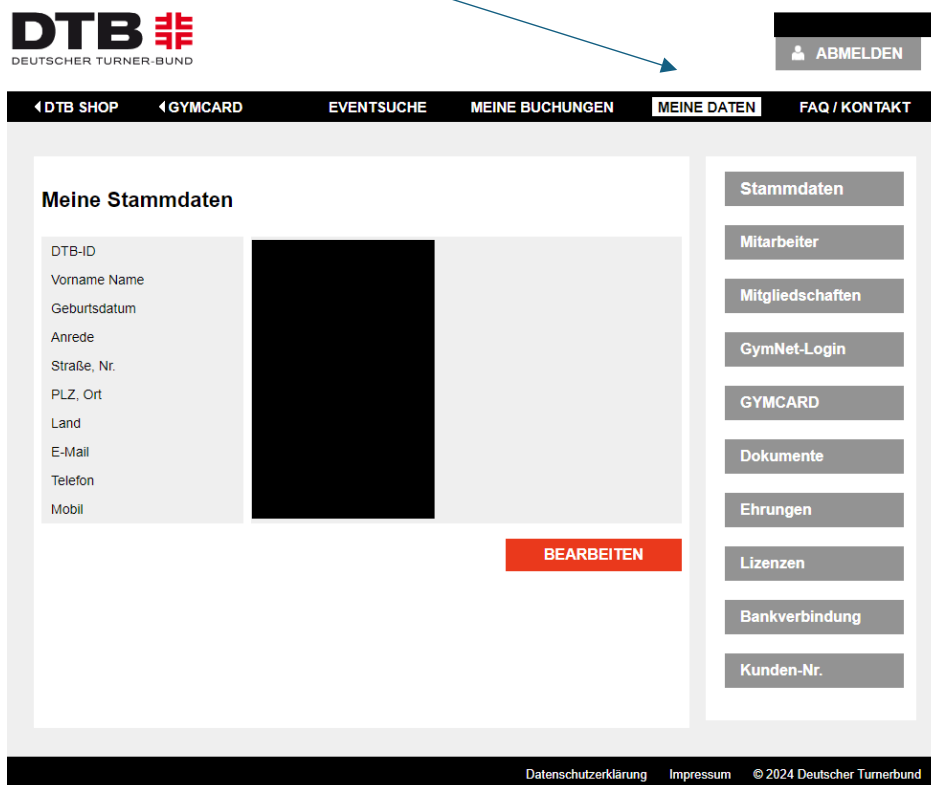 DTB
DEUTSCHER TURNER-BUND
ABMELDEN
DTB SHOP GYMCARD EVENTSUCHE MEINE BUCHUNGEN MEINE DATEN FAQ / KONTAKT
Meine Stammdaten
DTB-ID
Vorname Name
Geburtsdatum
Anrede
Straße, Nr.
PLZ, Ort
Land
E-Mail
Telefon
Mobil
BEARBEITEN
Stammdaten
Mitarbeiter
Mitgliedschaften
GymNet-Login
GYMCARD
Dokumente
Ehrungen
Lizenzen
Bankverbindung
Kunden-Nr.
Datenschutzerklärung Impressum © 2024 Deutscher Turnerbund